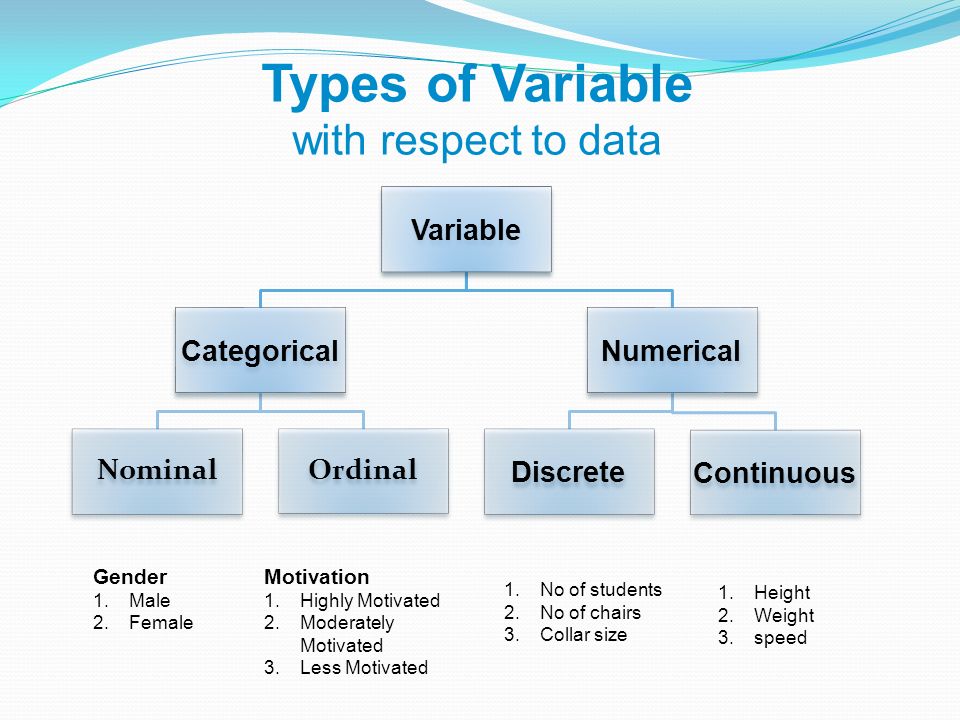 Types of Variable
with respect to data
Variable
Categorical
Numerical
Nominal
Ordinal
Discrete
Continuous
Gender
1. Male
2. Female
Motivation
1. Highly Motivated
2. Moderately
Motivated
3. Less Motivated
1. No of students
2. No of chairs
3. Collar size
1. Height
2. Weight
3. speed